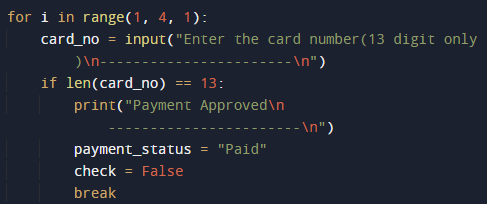 for i in range(1, 4, 1):
card_no = input("Enter the card number(13 digit only
)\n-----------------------\n")
if len(card_no) == 13:
print("Payment Approved\n
-----------------------\n")
payment_status = "Paid"
check = False
break